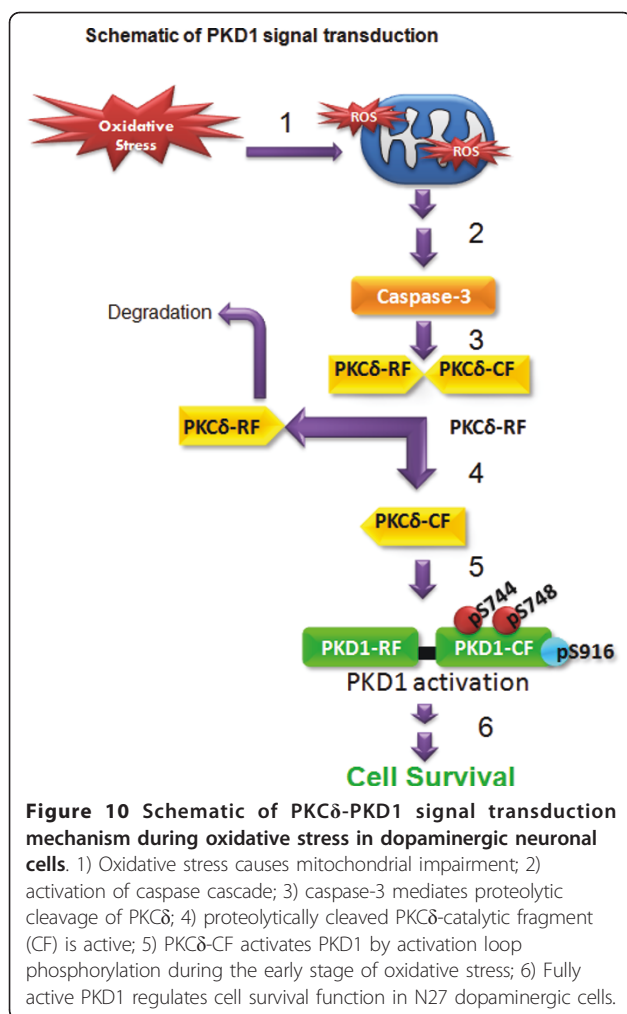 Schematic of PKD1 signal transduction
Oxidative
Stress
1
ROS
ROS
2
Caspase-3
3
Degradation
PKCδ-RF PKCδ-CF
PKCδ-RF
PKCδ-RF
4
PKCδ-CF
5
pS744
pS748
PKD1-RF
PKD1-CF
pS916
PKD1 activation
6
Cell Survival
Figure 10 Schematic of PKCδ-PKD1 signal transduction
mechanism during oxidative stress in dopaminergic neuronal
cells. 1) Oxidative stress causes mitochondrial impairment; 2)
activation of caspase cascade; 3) caspase-3 mediates proteolytic
cleavage of PKCδ; 4) proteolytically cleaved PKCδ-catalytic fragment
(CF) is active; 5) PKCδ-CF activates PKD1 by activation loop
phosphorylation during the early stage of oxidative stress; 6) Fully
active PKD1 regulates cell survival function in N27 dopaminergic cells.